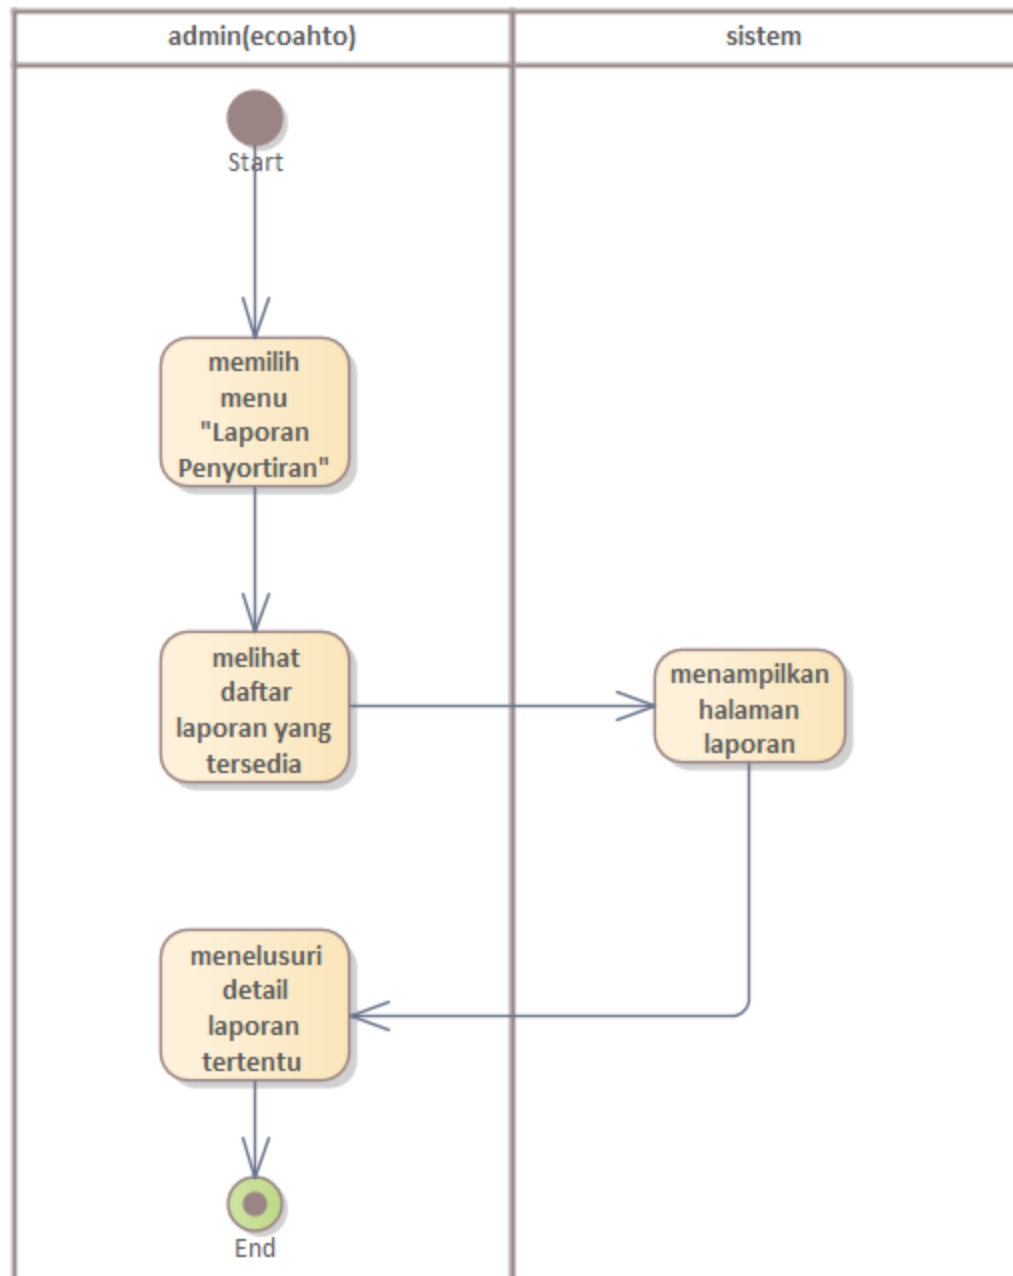 admin(ecoahto)
sistem
Start
memilih
menu
"Laporan
Penyortiran"
melihat
daftar
laporan yang
tersedia
menampilkan
halaman
laporan
menelusuri
detail
laporan
tertentu
End